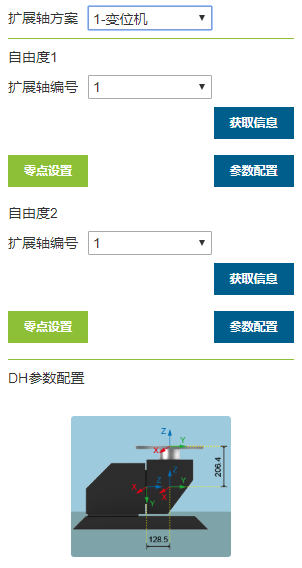 扩展轴方案 1-变位机
自由度1
扩展轴编号 1
获取信息
零点设置 参数配置
自由度2
扩展轴编号 1
获取信息
零点设置 参数配置
DH参数配置
Z
Y
X
Z
X Z X Y
Y
206.4
128.5